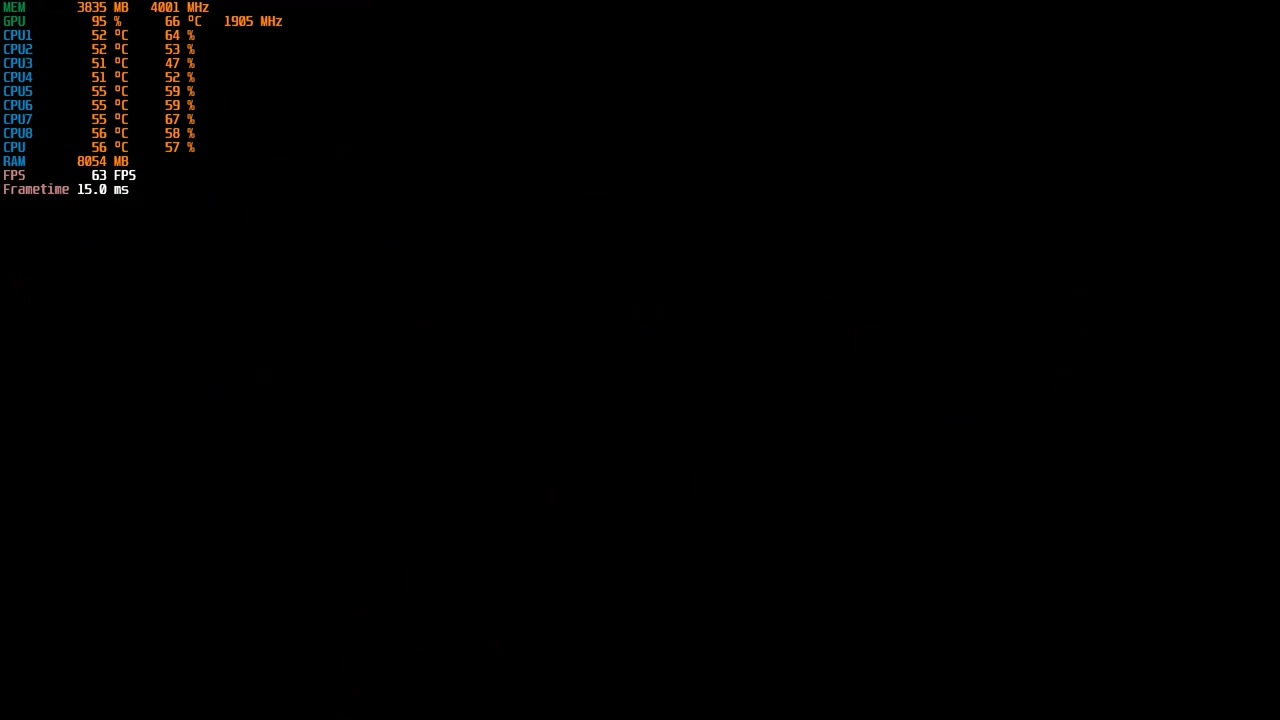 MEM 3835 MB 4001 MHz
GPU 95 % 66 °C 1905 MHz
CPU1 52 °C 64 %
CPU2 52 °C 53 %
CPU3 51 °C 47 %
CPU4 51 °C 52 %
CPU5 55 °C 59 %
CPU6 55 °C 59 %
CPU7 55 °C 67 %
CPU8 56 °C 58 %
CPU 56 °C 57 %
RAM 8054 MB
FPS 63 FPS
Frametime 15.0 ms